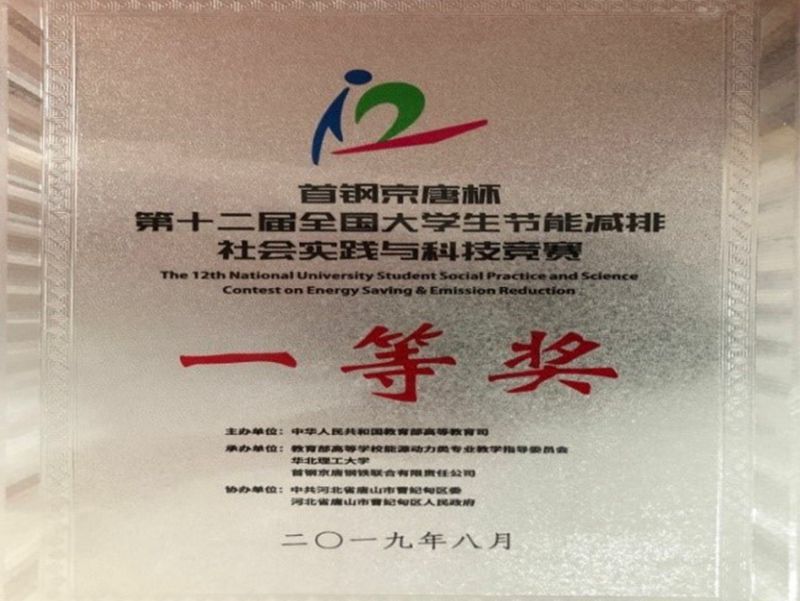 首钢京唐杯
第十二届全国大学生节能减排
社会实践与科技竞赛
The 12th National University Student Social Practice and Science
Contest on Energy Saving & Emission Reduction
一等奖
主办单位：中华人民共和国教育部高等教育司
承办单位：教育部高等学校能源动力类专业教学指导委员会
华北理工大学
首钢京唐钢铁联合有限责任公司
协办单位：中共河北省唐山市曹妃甸区委
河北省唐山市曹妃甸区人民政府
二〇一九年八月